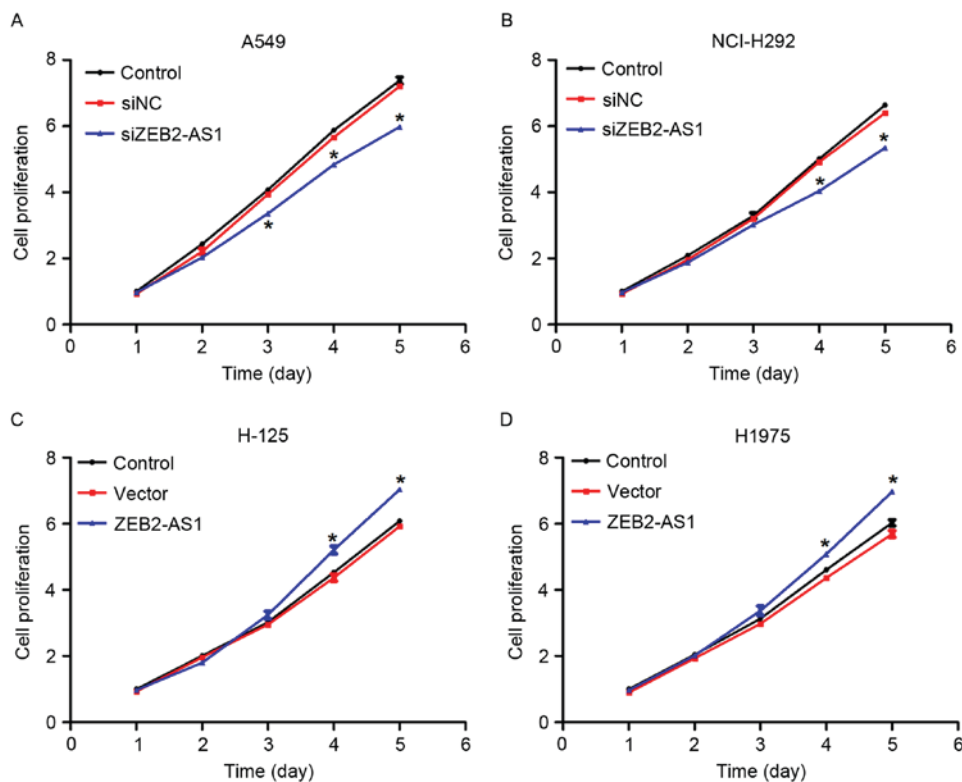 A
A549
Control
siNC
siZEB2-AS1
Cell proliferation
8
6
4
2
0
* * *
0 1 2 3 4 5 6
Time (day)
B
NCI-H292
Control
siNC
siZEB2-AS1
Cell proliferation
8
6
4
2
0
* *
0 1 2 3 4 5 6
Time (day)
C
H-125
Control
Vector
ZEB2-AS1
Cell proliferation
8
6
4
2
0
* *
0 1 2 3 4 5 6
Time (day)
D
H1975
Control
Vector
ZEB2-AS1
Cell proliferation
8
6
4
2
0
* *
0 1 2 3 4 5 6
Time (day)